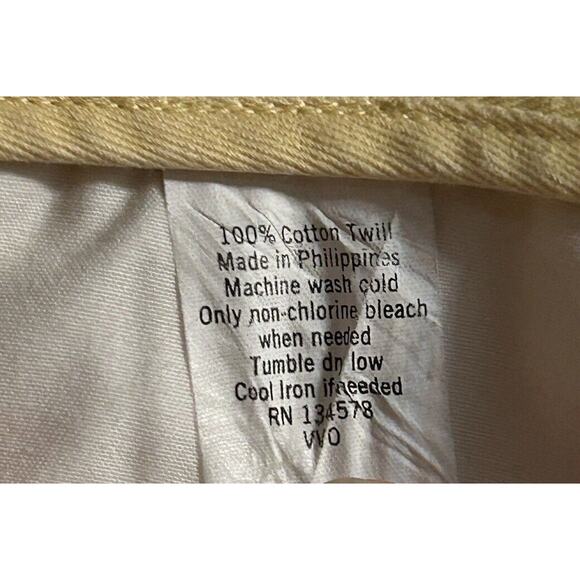 100% Cotton Twill
Made in Philippines
Machine wash cold
Only non-chlorine bleach
when needed
Tumble dry low
Cool Iron if needed
RN 134578
VVO